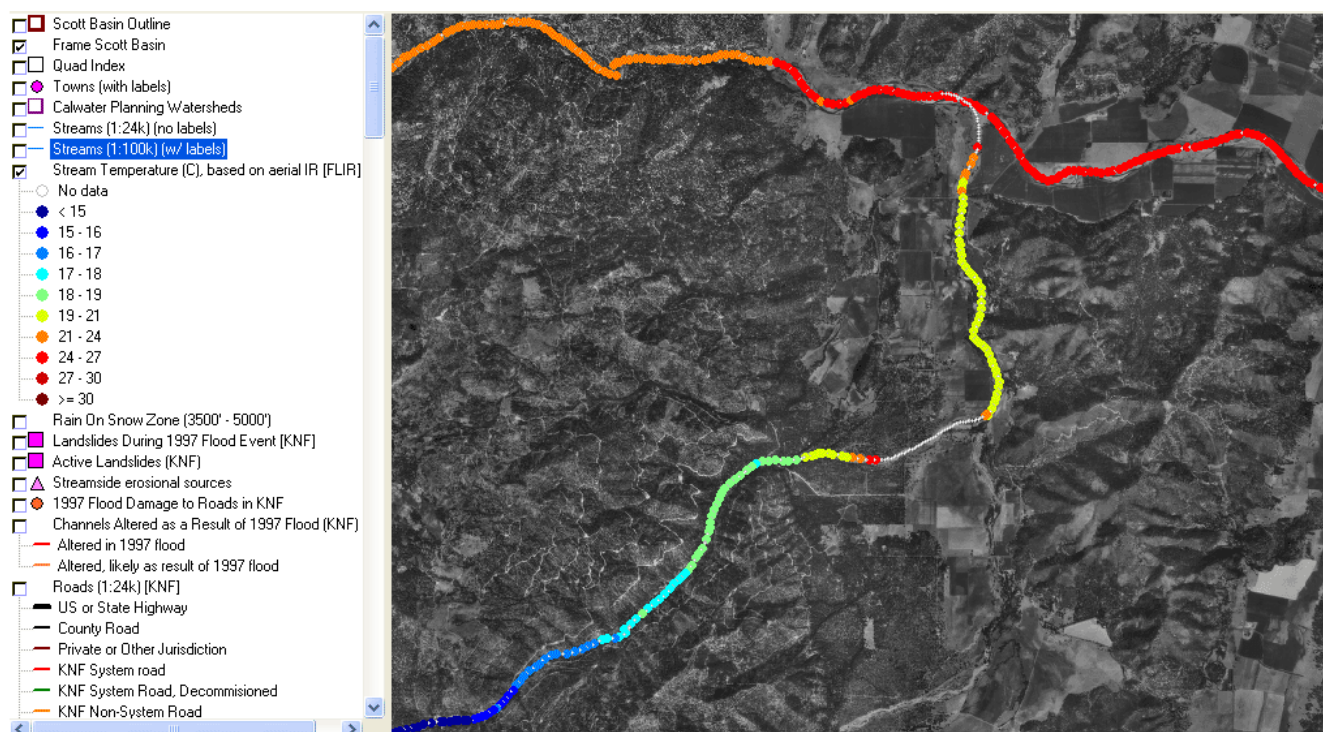 Scott Basin Outline
Frame Scott Basin
Quad Index
Towns (with labels)
Calwater Planning Watersheds
Streams (1:24k) (no labels)
Streams (1:100k) (w/ labels)
Stream Temperature (C), based on aerial IR [FLIR]
No data
< 15
15 - 16
16 - 17
17 - 18
18 - 19
19 - 21
21 - 24
24 - 27
27 - 30
>= 30
Rain On Snow Zone (3500' - 5000')
Landslides During 1997 Flood Event [KNF]
Active Landslides (KNF)
Streamside erosional sources
1997 Flood Damage to Roads in KNF
Channels Altered as a Result of 1997 Flood (KNF)
Altered in 1997 flood
Altered, likely as result of 1997 flood
Roads (1:24k) [KNF]
US or State Highway
County Road
Private or Other Jurisdiction
KNF System road
KNF System Road, Decommisioned
KNF Non-System Road